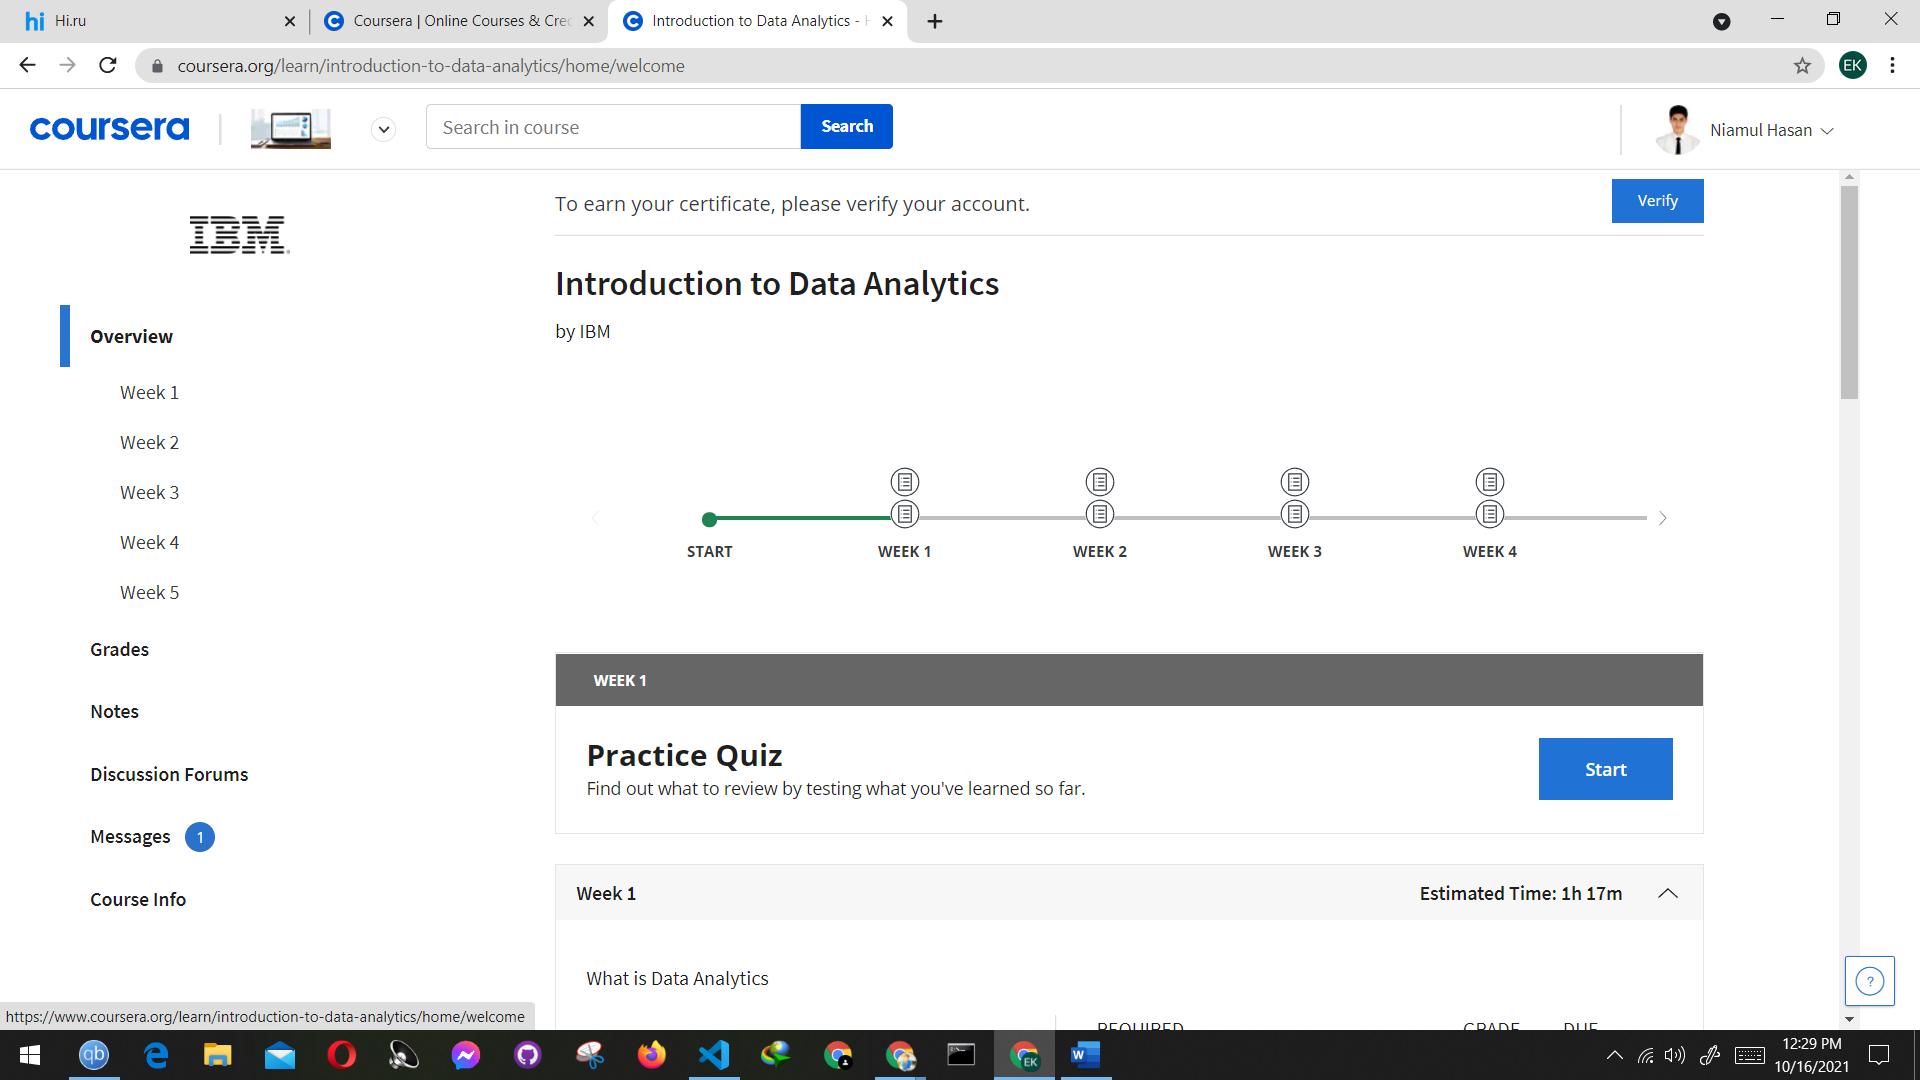 Hi.ru
Coursera | Online Courses & Cre
Introduction to Data Analytics -
coursera.org/learn/introduction-to-data-analytics/home/welcome
EK
coursera
Search in course
Search
Niamul Hasan
To earn your certificate, please verify your account.
Verify
IBM
Introduction to Data Analytics
by IBM
Overview
Week 1
Week 2
Week 3
Week 4
Week 5
Grades
Notes
Discussion Forums
Messages 1
Course Info
START WEEK 1 WEEK 2 WEEK 3 WEEK 4
WEEK 1
Practice Quiz
Find out what to review by testing what you've learned so far.
Start
Week 1 Estimated Time: 1h 17m
What is Data Analytics
REQUIRED GRADE DUE
?
https://www.coursera.org/learn/introduction-to-data-analytics/home/welcome
12:29 PM
10/16/2021